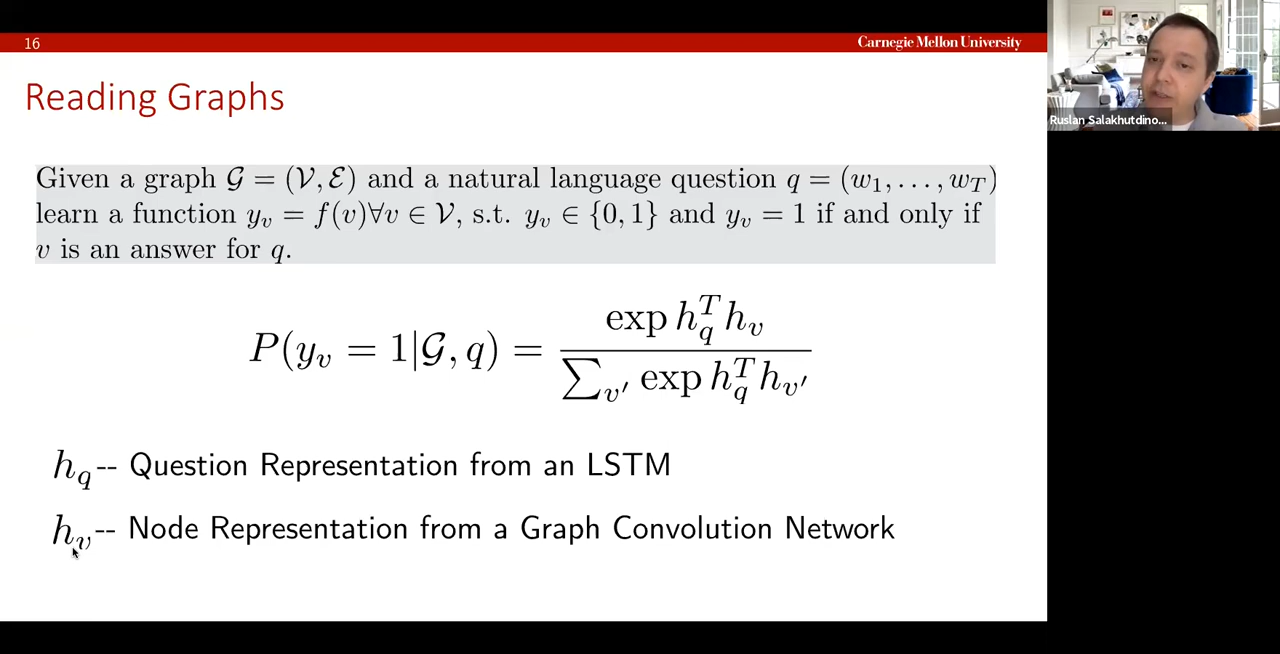 16
Carnegie Mellon University
Reading Graphs
Given a graph 𝒢 = (𝒱, ℰ) and a natural language question q = (w₁, . . . , w_T)
learn a function y_v = f(v)∀v ∈ 𝒱, s.t. y_v ∈ {0, 1} and y_v = 1 if and only if
v is an answer for q.
P(y_v = 1|𝒢, q) = exp h_q^T h_v / ∑_{v′} exp h_q^T h_{v′}
h_q -- Question Representation from an LSTM
h_v -- Node Representation from a Graph Convolution Network
Ruslan Salakhutdino...